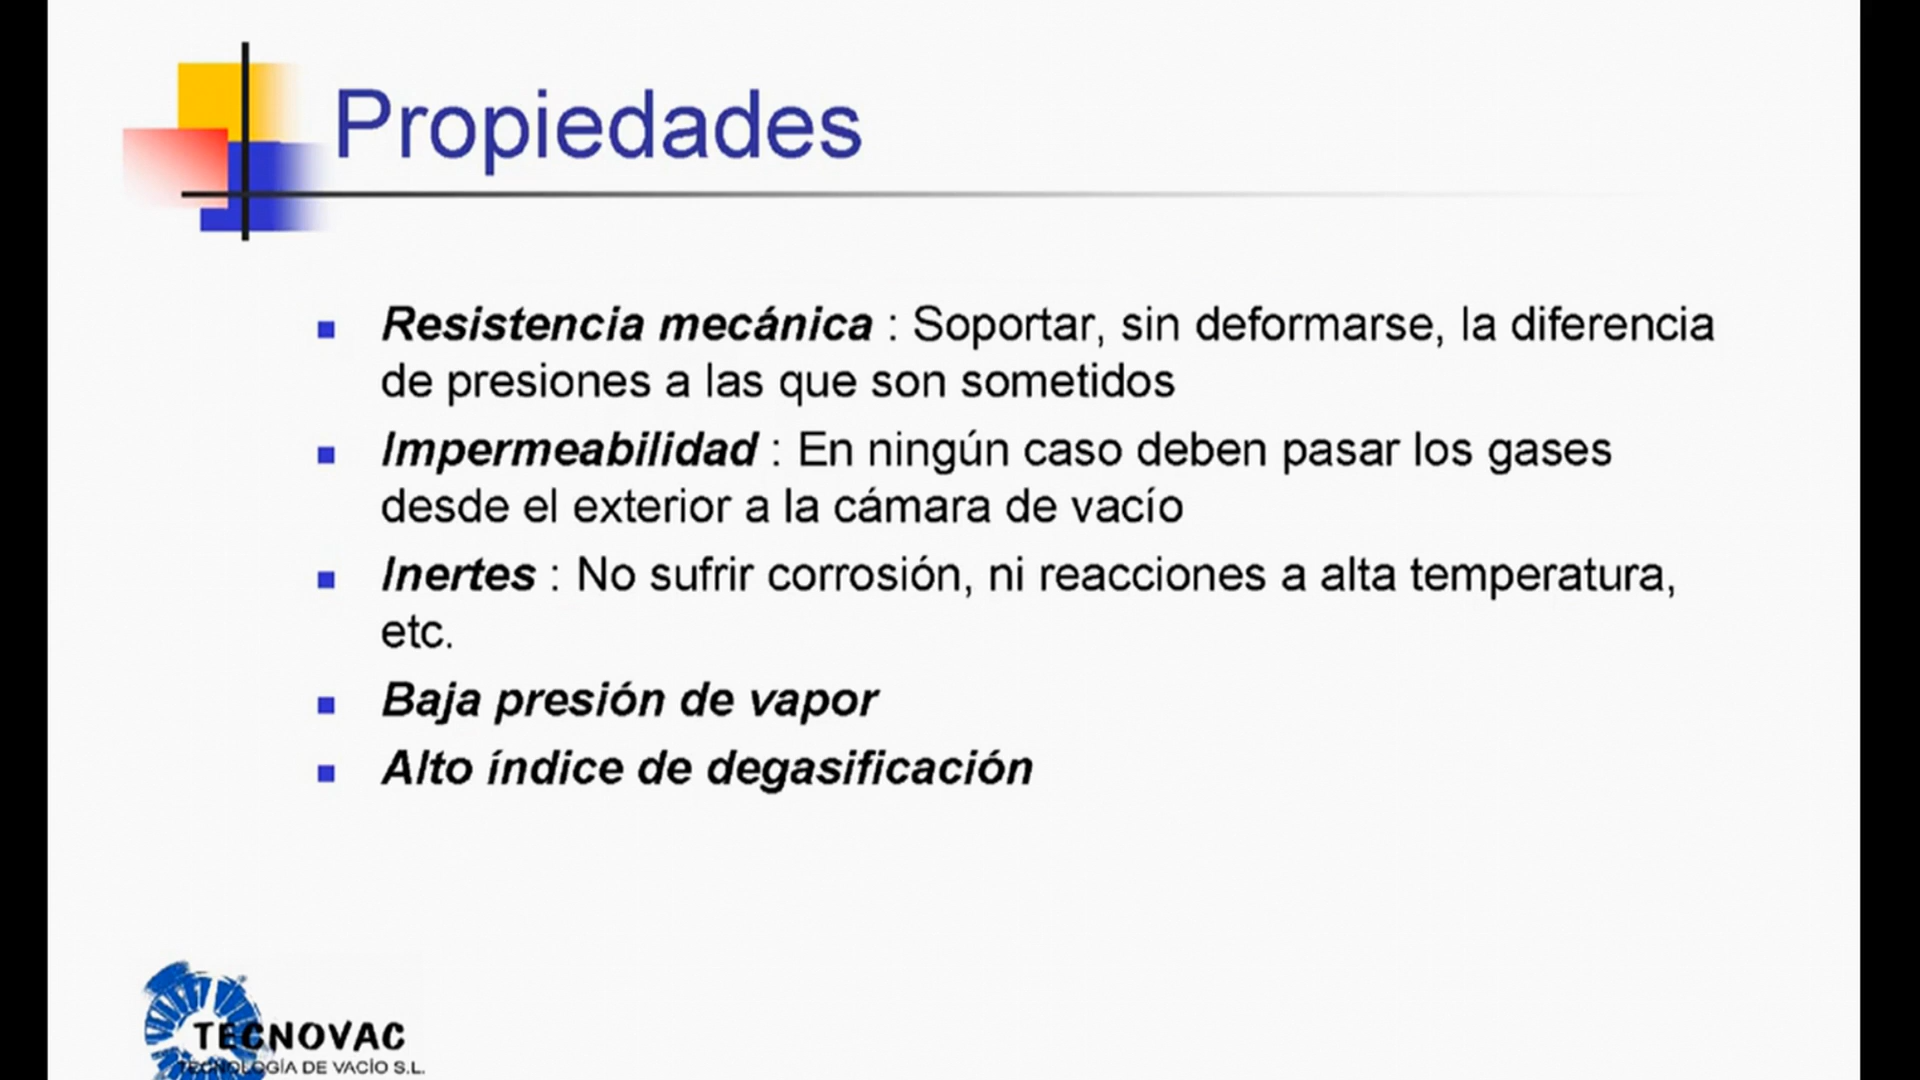 Propiedades
Resistencia mecánica : Soportar, sin deformarse, la diferencia
de presiones a las que son sometidos
Impermeabilidad : En ningún caso deben pasar los gases
desde el exterior a la cámara de vacío
Inertes : No sufrir corrosión, ni reacciones a alta temperatura,
etc.
Baja presión de vapor
Alto índice de degasificación
TECNOVAC
TECNOLOGÍA DE VACÍO S.L.